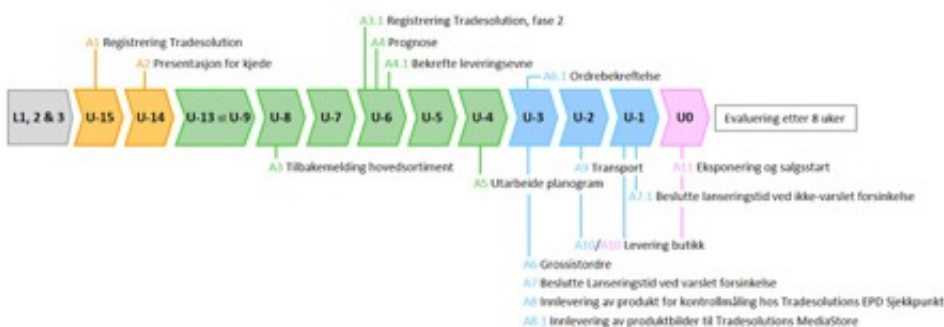 A3.1 Registrering Tradesolution, fase 2
A1 Registrering Tradesolution
A4 Prognose
A2 Presentasjon for kjede
A4.1 Bekrefte leveringsevne
A6.1 Ordrebekreftelse
L1, 2 & 3
U-15
U-14
U-13 til U-9
U-8
U-7
U-6
U-5
U-4
U-3
U-2
U-1
U0
Evaluering etter 8 uker
A3 Tilbakemelding hovedsortiment
A9 Transport
A11 Eksponering og salgsstart
A5 Utarbeide planogram
A7.1 Beslutte lanseringstid ved ikke-varslet forsinkelse
A10/A10 Levering butikk
A6 Grossistordre
A7 Beslutte Lanseringstid ved varslet forsinkelse
A8 Innlevering av produkt for kontrollmåling hos Tradesolutions EPD Sjekkpunkt
A8.1 Innlevering av produktbilder til Tradesolutions MediaStore